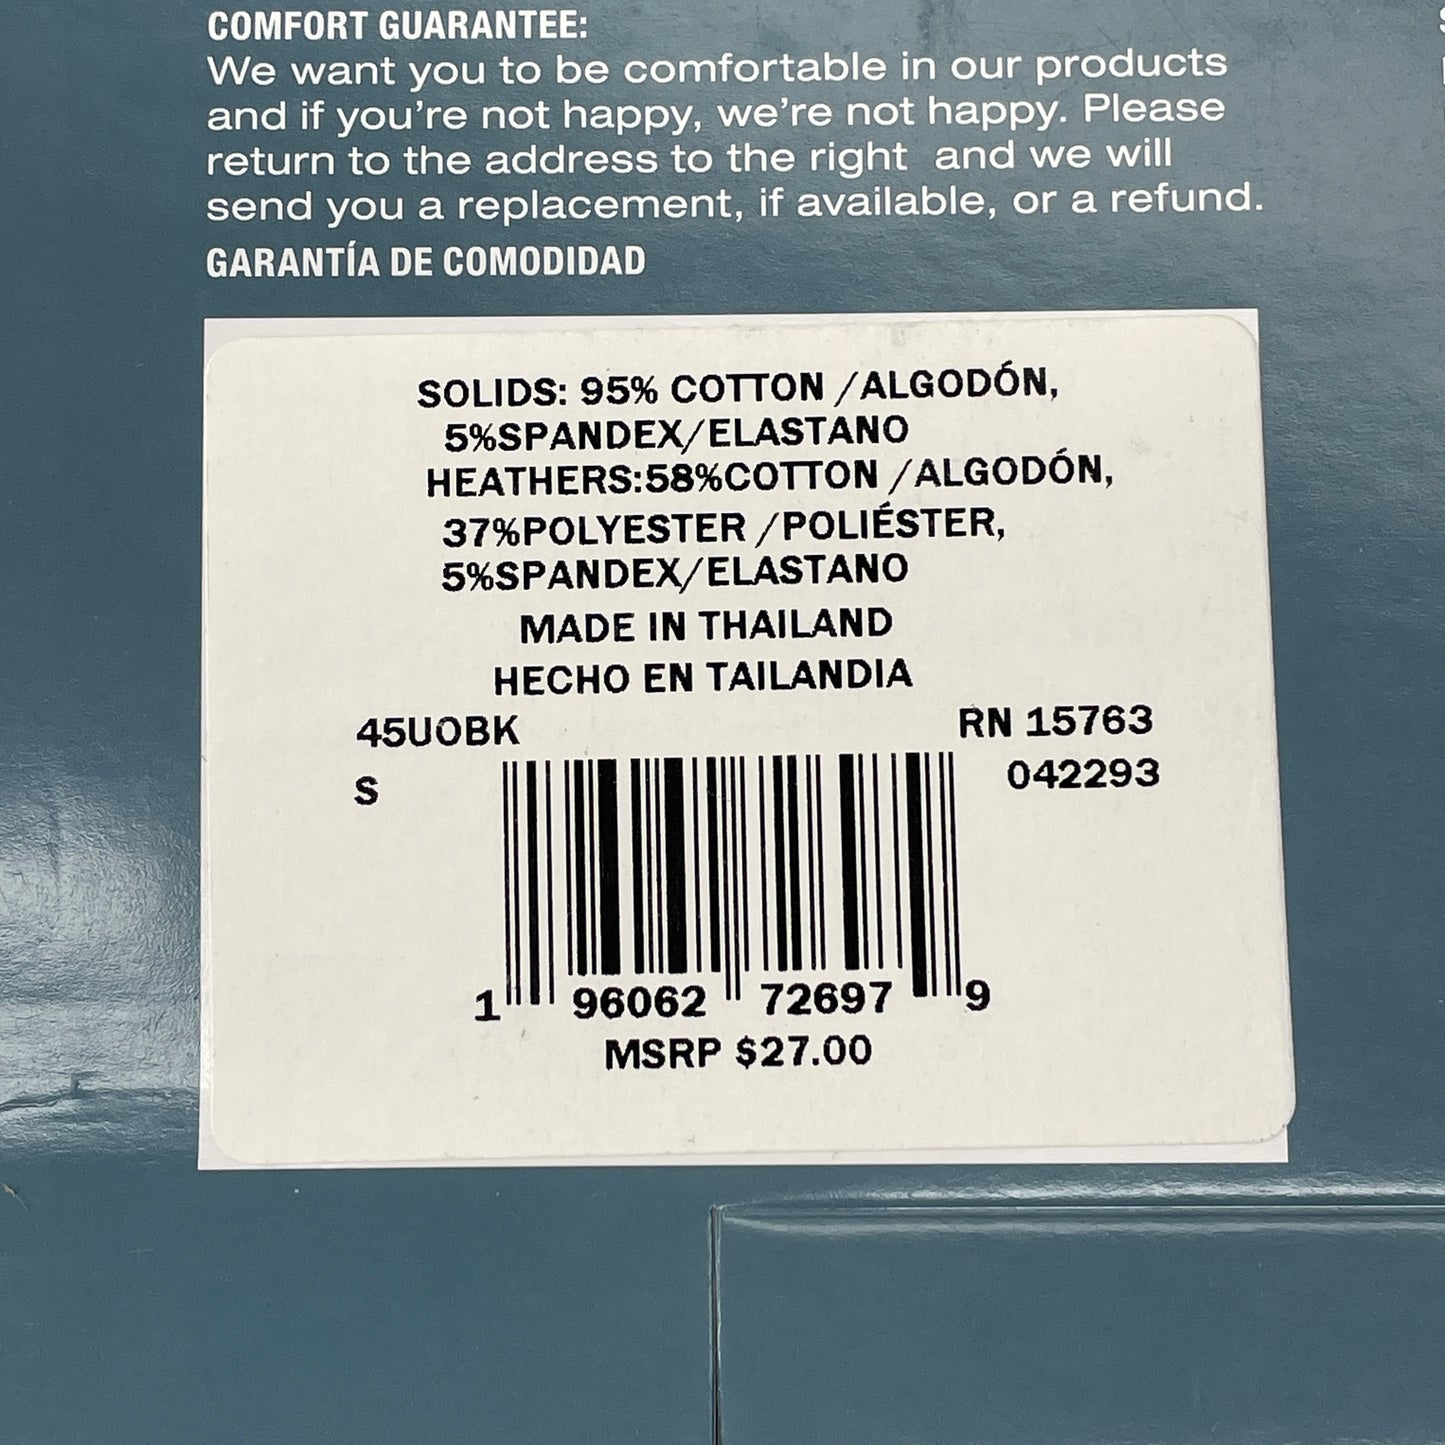 COMFORT GUARANTEE:
We want you to be comfortable in our products
and if you're not happy, we're not happy. Please
return to the address to the right and we will
send you a replacement, if available, or a refund.
GARANTÍA DE COMODIDAD
SOLIDS: 95% COTTON /ALGODÓN,
5%SPANDEX/ELASTANO
HEATHERS:58%COTTON /ALGODÓN,
37%POLYESTER /POLIÉSTER,
5%SPANDEX/ELASTANO
MADE IN THAILAND
HECHO EN TAILANDIA
45UOBK RN 15763
S 042293
1 96062 72697 9
MSRP $27.00